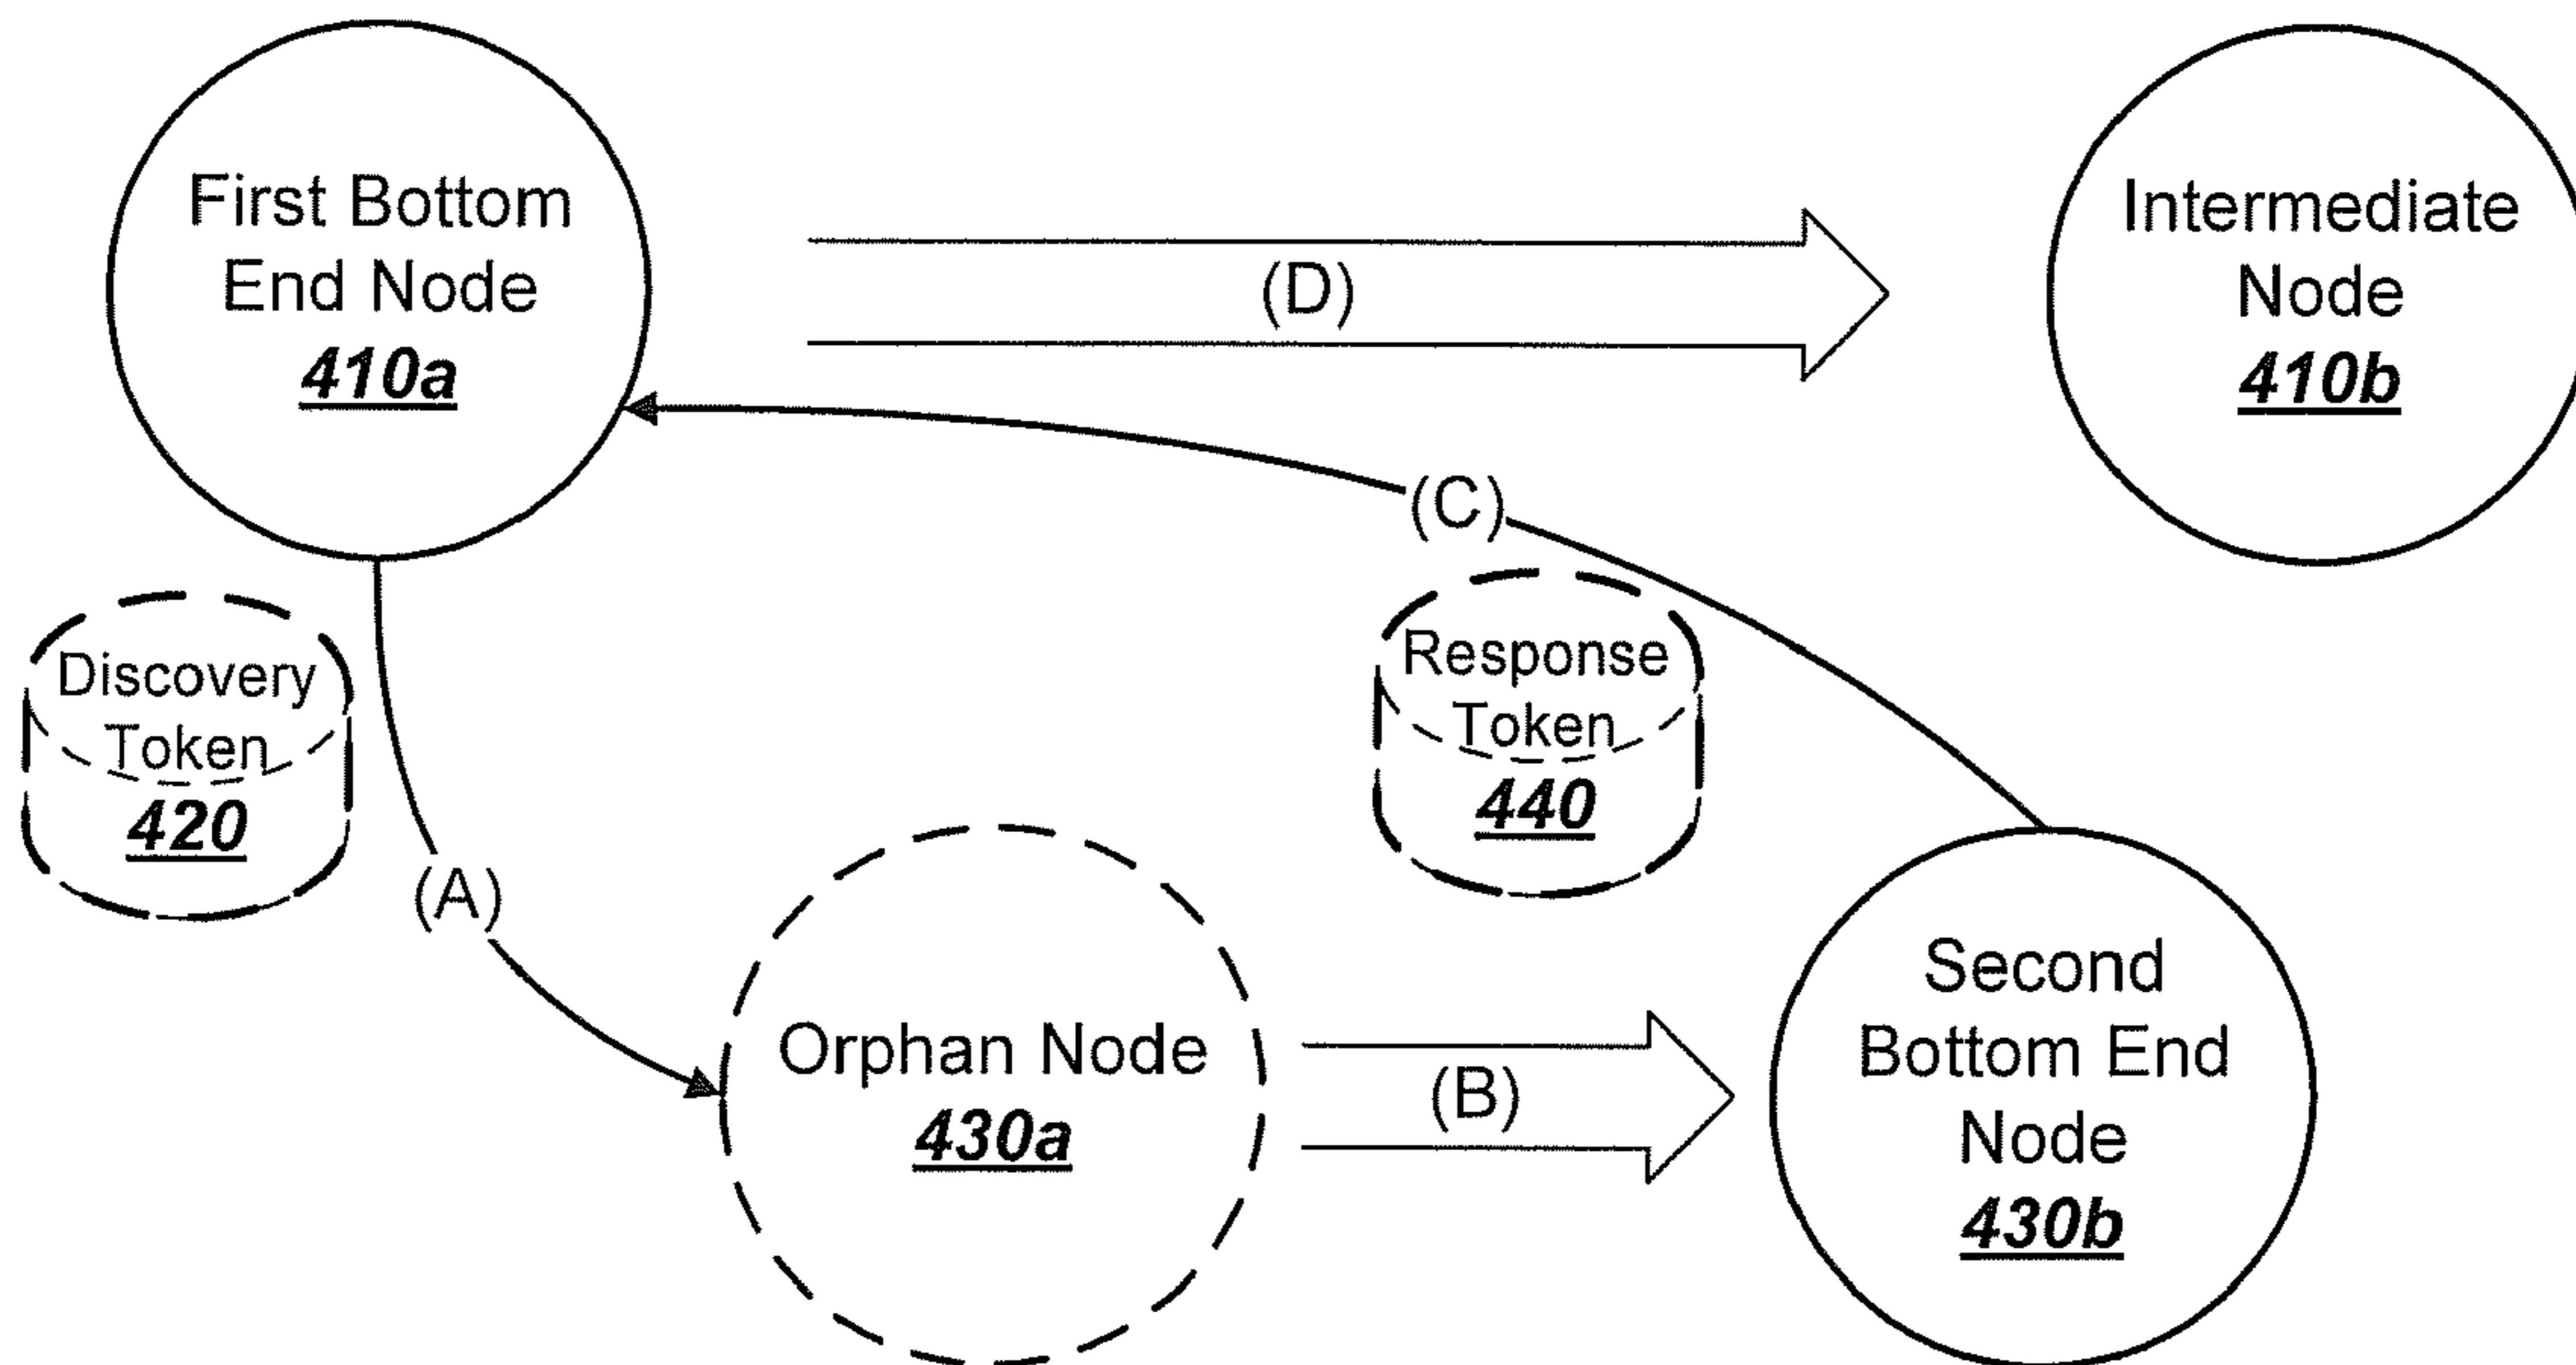 First Bottom
End Node
410a
(D)
Intermediate
Node
410b
(C)
Discovery
Token
420
Response
Token
440
(A)
Orphan Node
430a
(B)
Second
Bottom End
Node
430b